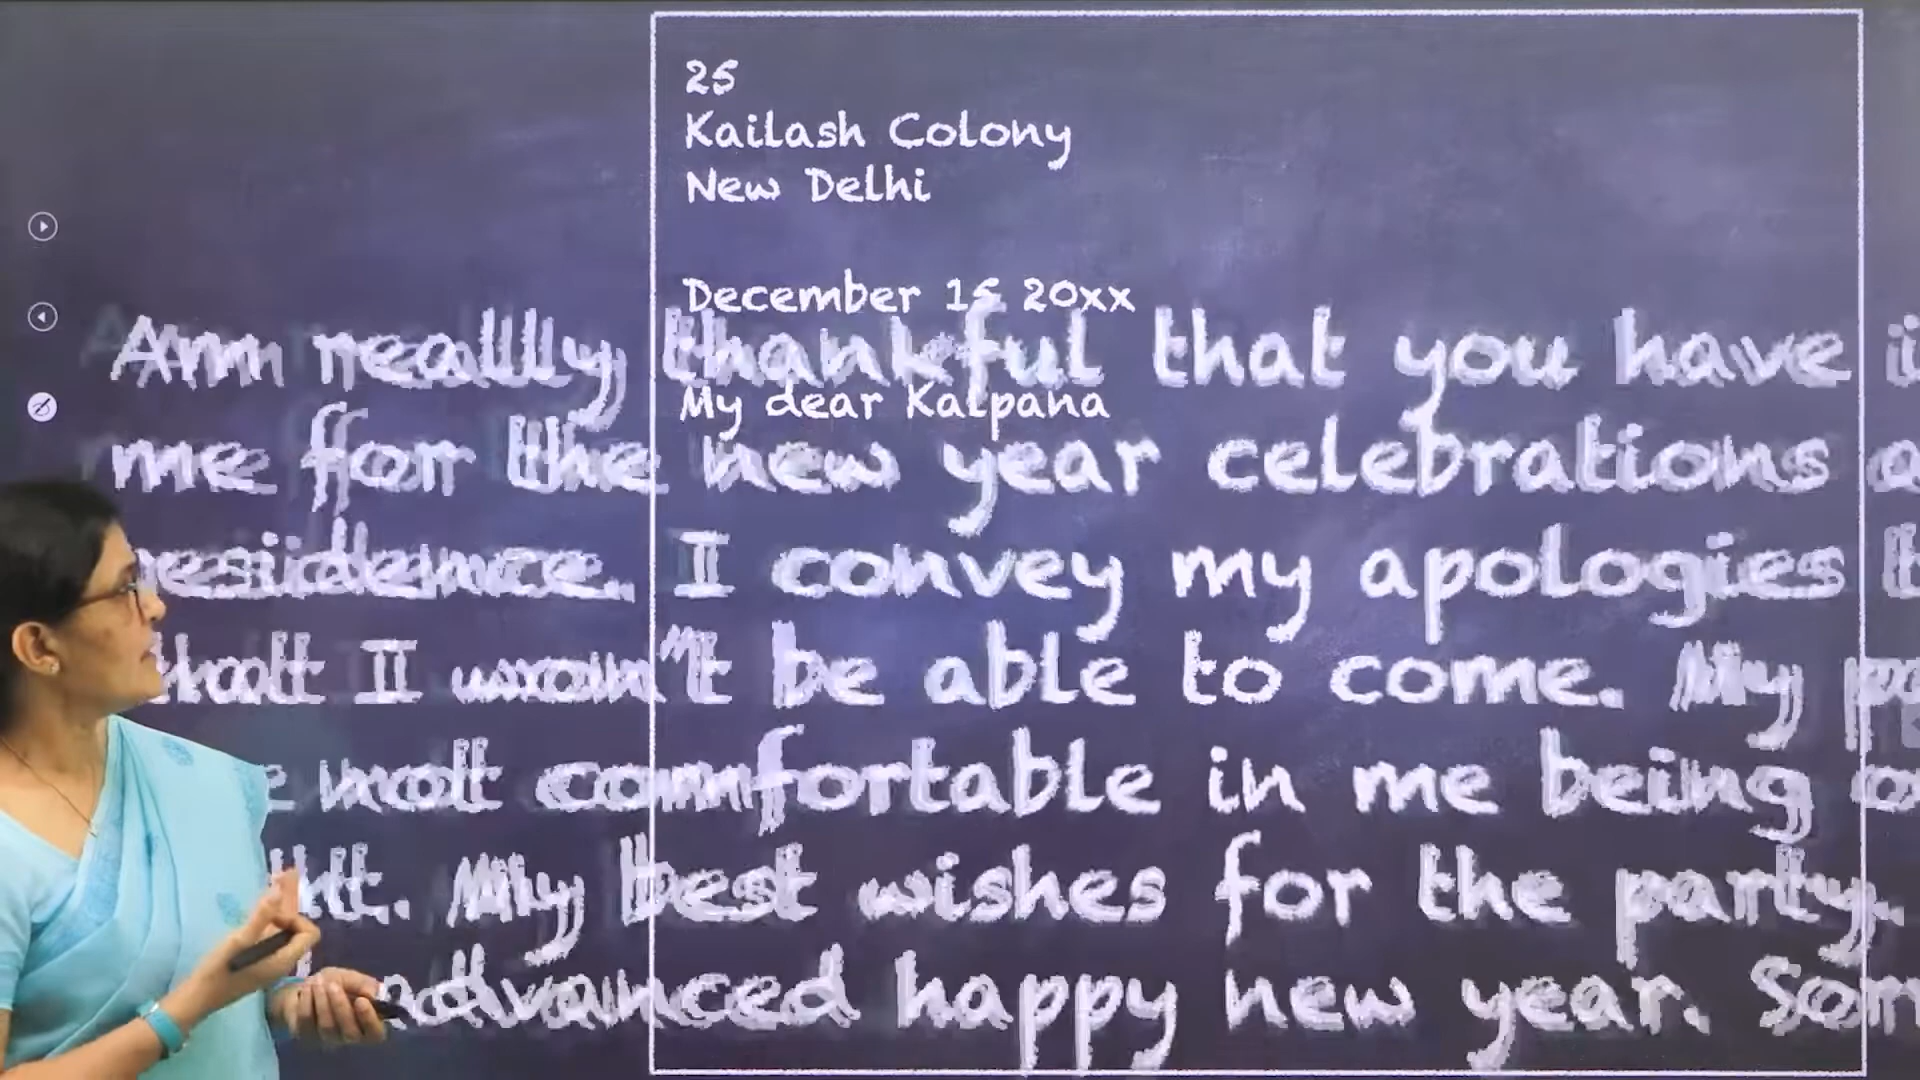 25
Kailash Colony
New Delhi
December 15 20xx
My dear Kalpana
Am really thankful that you have
me for the new year celebrations
residence. I convey my apologies
that I won't be able to come. My
not comfortable in me being
My best wishes for the party.
advanced happy new year.